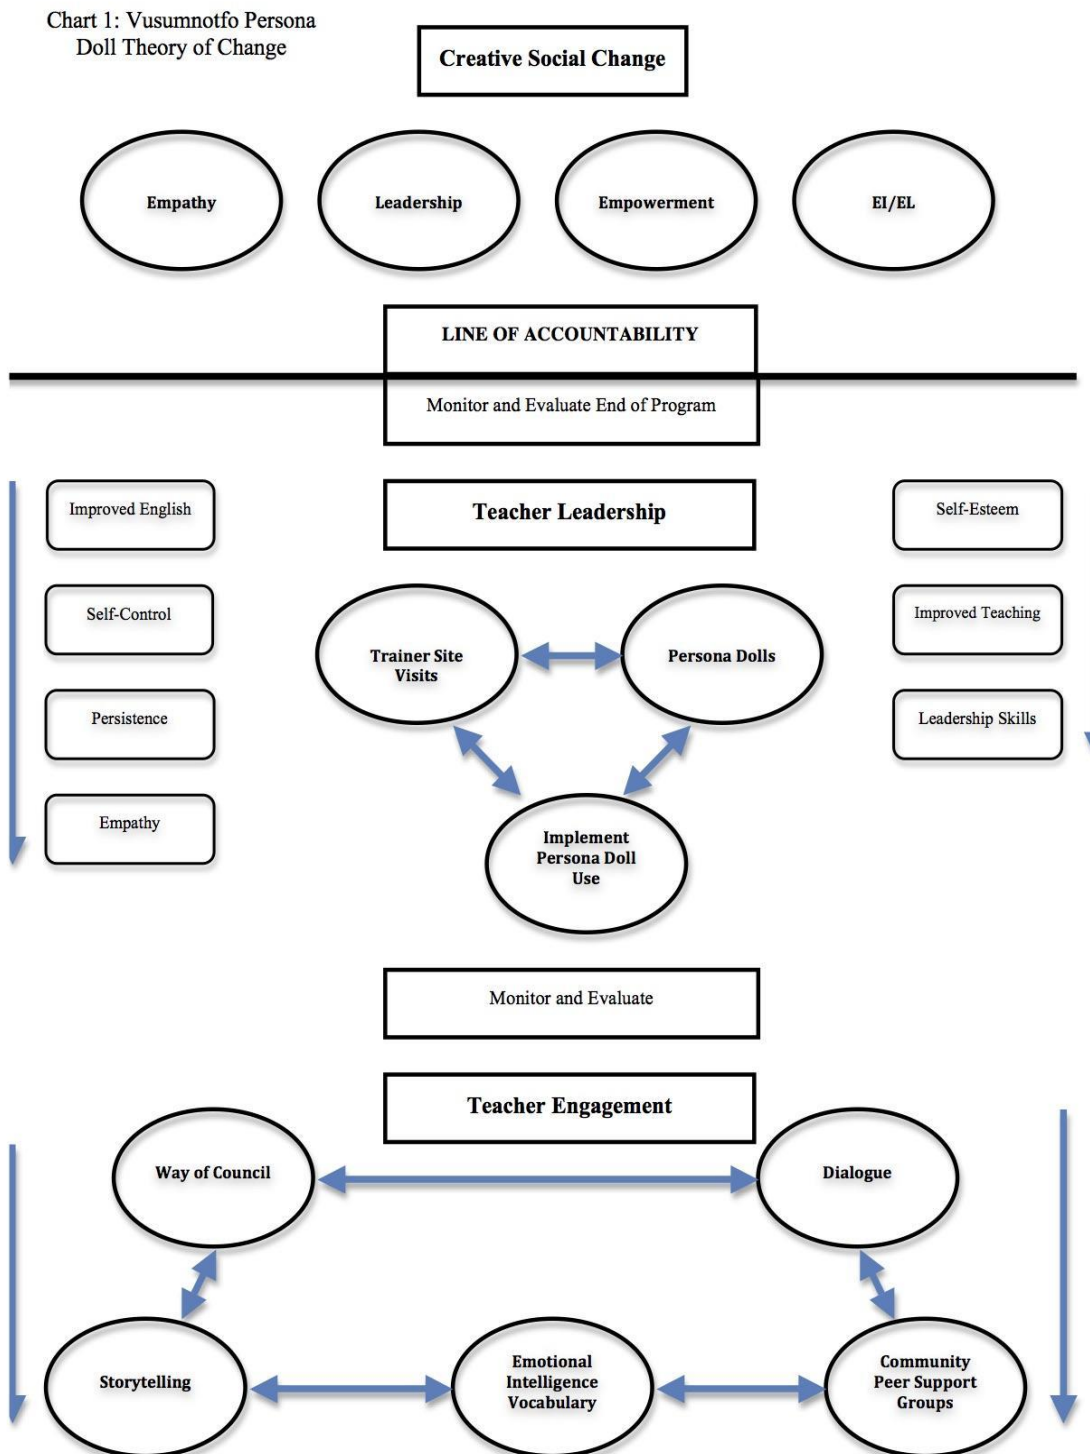 Chart 1: Vusumnotfo Persona
Doll Theory of Change
Creative Social Change
Empathy
Leadership
Empowerment
EI/EL
LINE OF ACCOUNTABILITY
Monitor and Evaluate End of Program
Improved English
Teacher Leadership
Self-Esteem
Self-Control
Improved Teaching
Trainer Site
Visits
Persona Dolls
Persistence
Leadership Skills
Empathy
Implement
Persona Doll
Use
Monitor and Evaluate
Teacher Engagement
Way of Council
Dialogue
Storytelling
Emotional
Intelligence
Vocabulary
Community
Peer Support
Groups